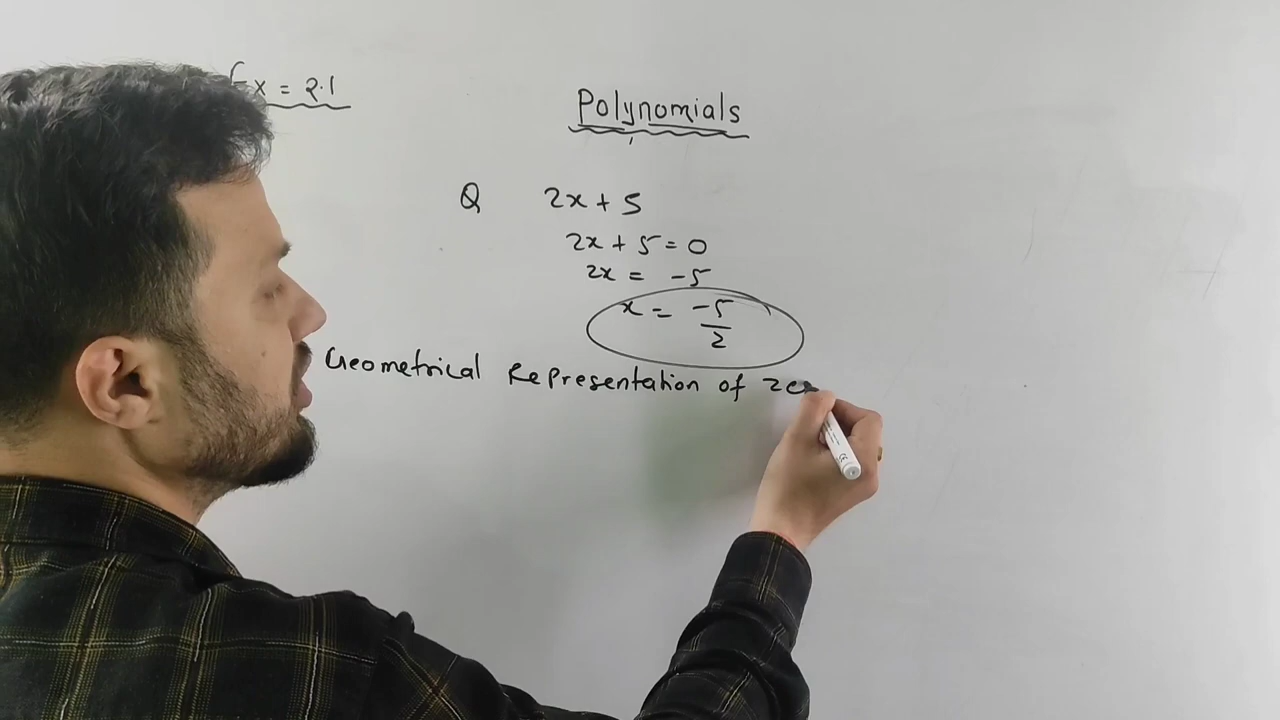 Ex = 2.1
Polynomials
Q 2x + 5
2x + 5 = 0
2x = -5
x = -5/2
Geometrical Representation of